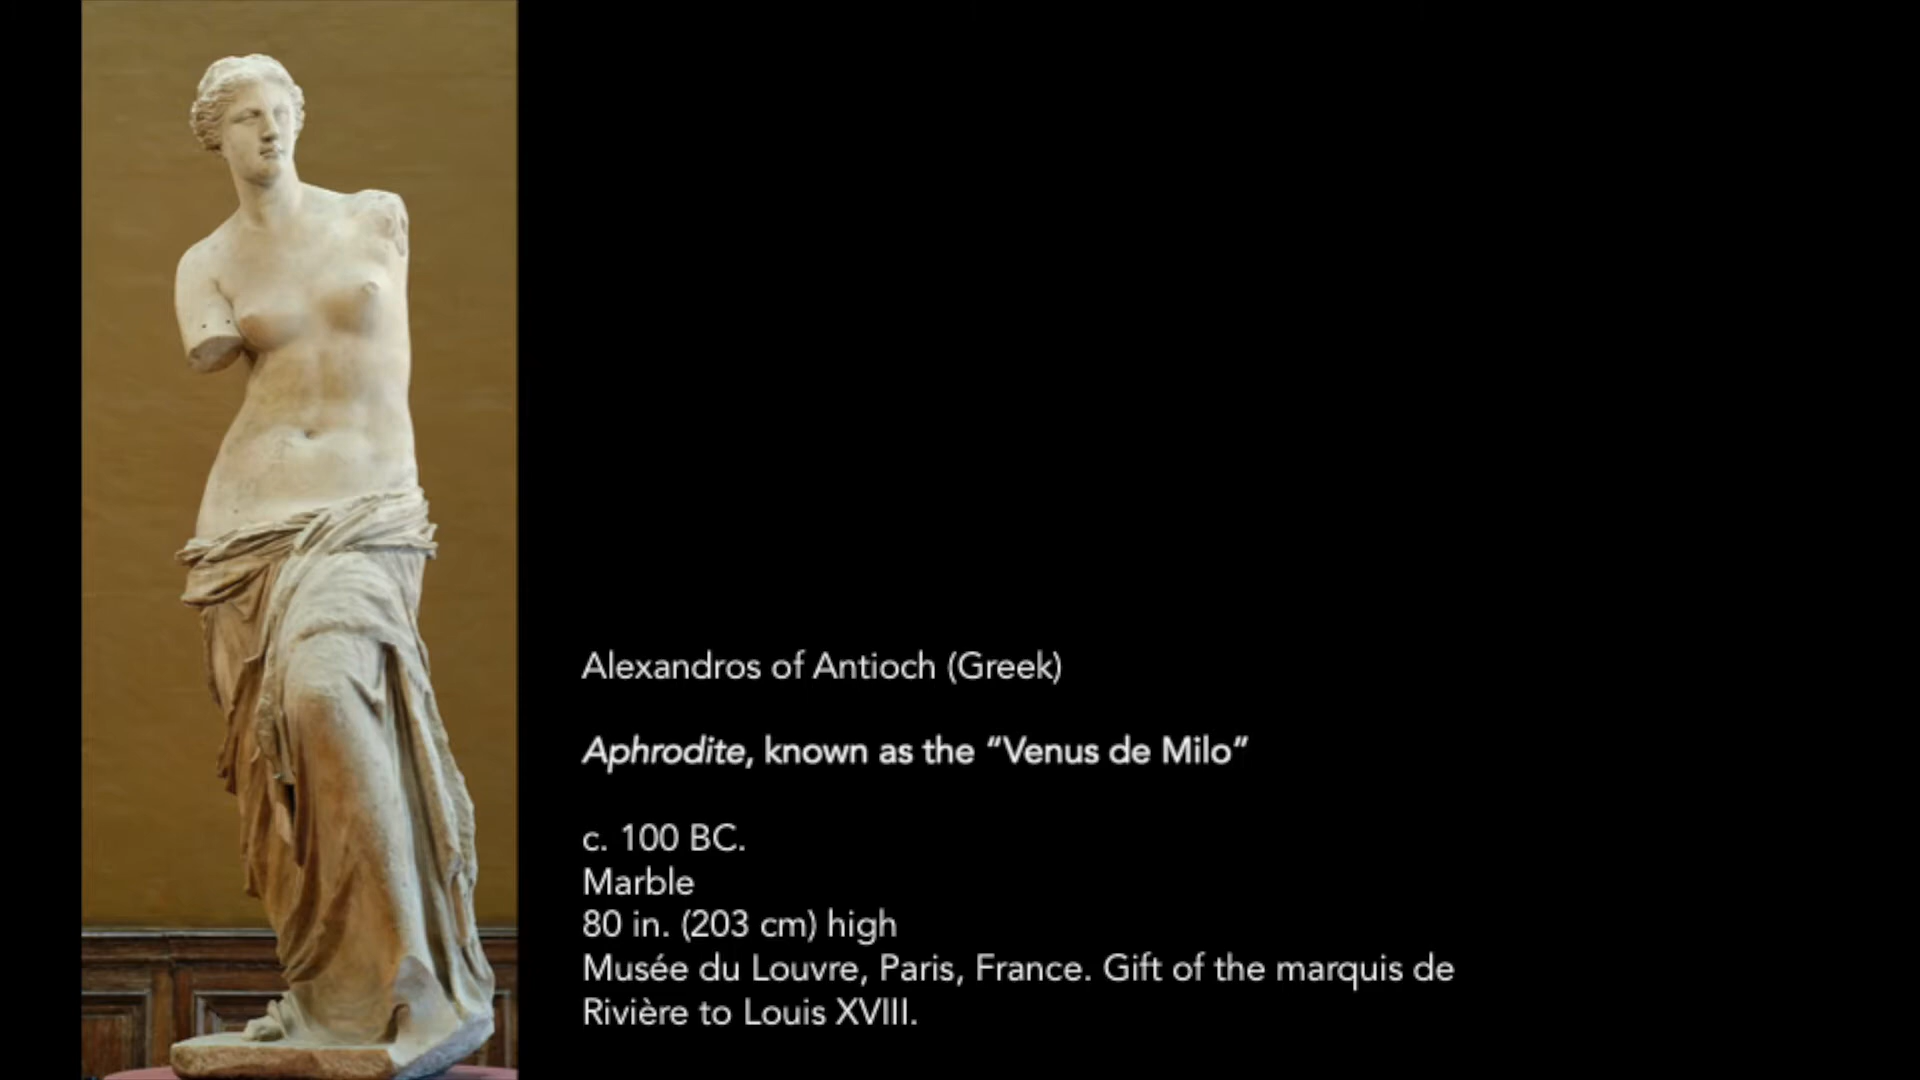 Alexandros of Antioch (Greek)
Aphrodite, known as the “Venus de Milo”
c. 100 BC.
Marble
80 in. (203 cm) high
Musée du Louvre, Paris, France. Gift of the marquis de
Rivière to Louis XVIII.